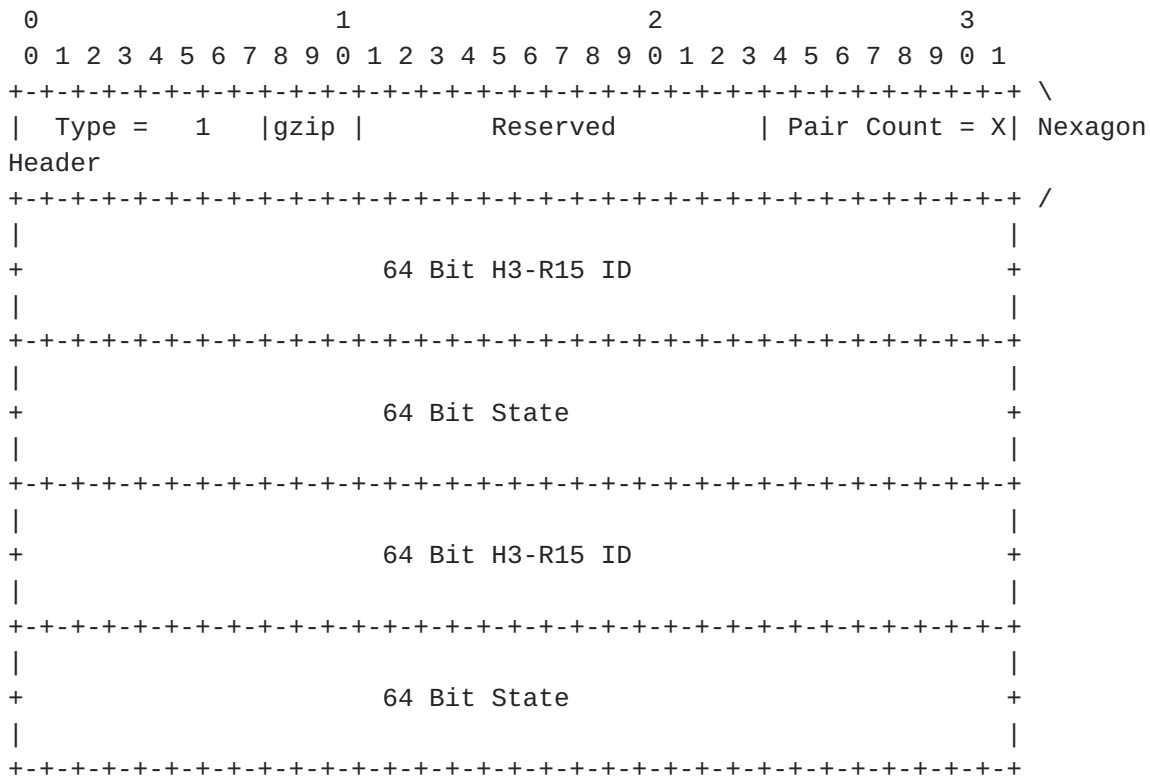 0                   1                   2                   3
 0 1 2 3 4 5 6 7 8 9 0 1 2 3 4 5 6 7 8 9 0 1 2 3 4 5 6 7 8 9 0 1
+-+-+-+-+-+-+-+-+-+-+-+-+-+-+-+-+-+-+-+-+-+-+-+-+-+-+-+-+-+-+-+-+ \
|  Type =   1   |gzip |        Reserved         | Pair Count = X| Nexagon
Header
+-+-+-+-+-+-+-+-+-+-+-+-+-+-+-+-+-+-+-+-+-+-+-+-+-+-+-+-+-+-+-+-+ /
|                                                               |
+                       64 Bit H3-R15 ID                        +
|                                                               |
+-+-+-+-+-+-+-+-+-+-+-+-+-+-+-+-+-+-+-+-+-+-+-+-+-+-+-+-+-+-+-+-+
|                                                               |
+                       64 Bit State                            +
|                                                               |
+-+-+-+-+-+-+-+-+-+-+-+-+-+-+-+-+-+-+-+-+-+-+-+-+-+-+-+-+-+-+-+-+
|                                                               |
+                       64 Bit H3-R15 ID                        +
|                                                               |
+-+-+-+-+-+-+-+-+-+-+-+-+-+-+-+-+-+-+-+-+-+-+-+-+-+-+-+-+-+-+-+-+
|                                                               |
+                       64 Bit State                            +
|                                                               |
+-+-+-+-+-+-+-+-+-+-+-+-+-+-+-+-+-+-+-+-+-+-+-+-+-+-+-+-+-+-+-+-+